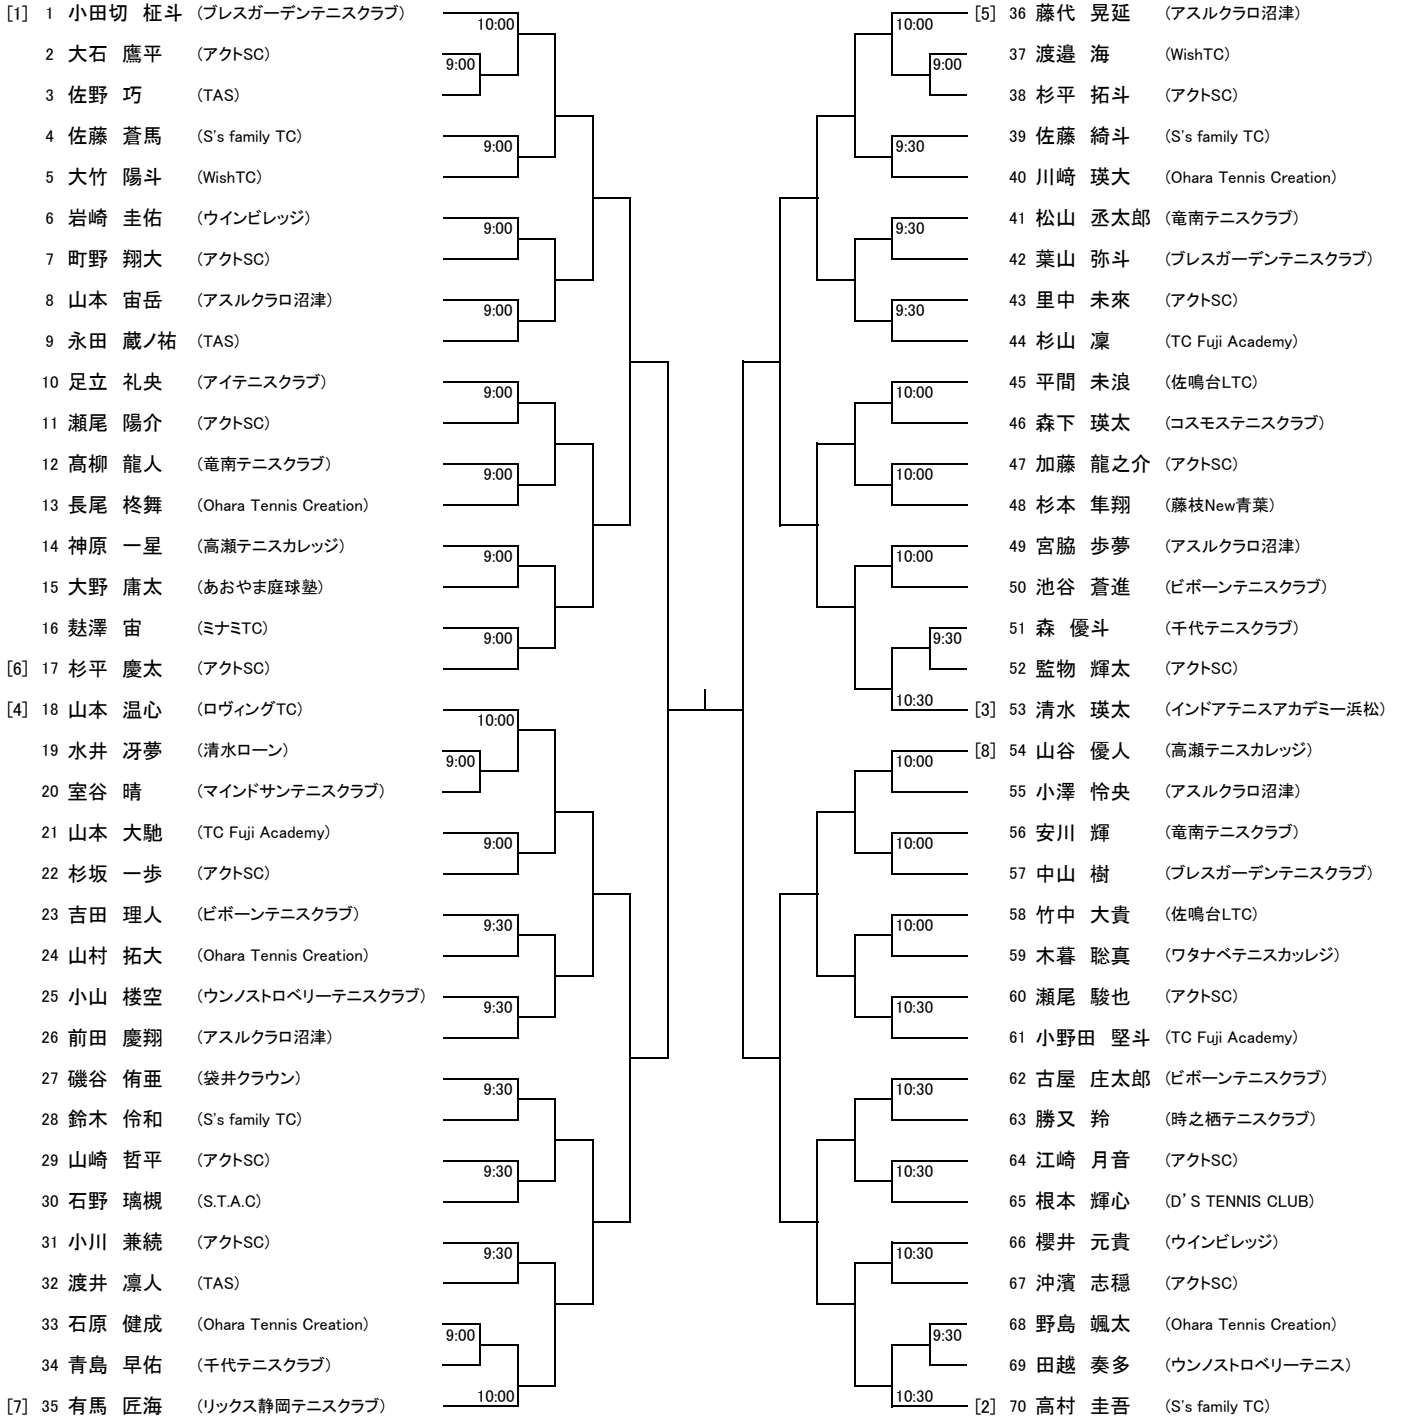 [1] 1 小田切 柾斗 (ブレスガーデンテニスクラブ)
10:00
2 大石 鷹平 (アクトSC)
9:00
3 佐野 巧 (TAS)
4 佐藤 蒼馬 (S's family TC)
9:00
5 大竹 陽斗 (WishTC)
6 岩崎 圭佑 (ウインビレッジ)
9:00
7 町野 翔大 (アクトSC)
8 山本 宙岳 (アスルクラロ沼津)
9:00
9 永田 蔵ノ祐 (TAS)
10 足立 礼央 (アイテニスクラブ)
9:00
11 瀬尾 陽介 (アクトSC)
12 髙柳 龍人 (竜南テニスクラブ)
9:00
13 長尾 柊舞 (Ohara Tennis Creation)
14 神原 一星 (高瀬テニスカレッジ)
9:00
15 大野 庸太 (あおやま庭球塾)
16 麸澤 宙 (ミナミTC)
9:00
[6] 17 杉平 慶太 (アクトSC)
[4] 18 山本 温心 (ロヴィングTC)
10:00
19 水井 冴夢 (清水ローン)
9:00
20 室谷 晴 (マインドサンテニスクラブ)
21 山本 大馳 (TC Fuji Academy)
9:00
22 杉坂 一歩 (アクトSC)
23 吉田 理人 (ビボーンテニスクラブ)
9:30
24 山村 拓大 (Ohara Tennis Creation)
25 小山 楼空 (ウンノストロベリーテニスクラブ)
9:30
26 前田 慶翔 (アスルクラロ沼津)
27 磯谷 侑亜 (袋井クラウン)
9:30
28 鈴木 伶和 (S's family TC)
29 山崎 哲平 (アクトSC)
9:30
30 石野 璃槻 (S.T.A.C)
31 小川 兼続 (アクトSC)
9:30
32 渡井 凛人 (TAS)
33 石原 健成 (Ohara Tennis Creation)
9:00
34 青島 早佑 (千代テニスクラブ)
10:00
[7] 35 有馬 匠海 (リックス静岡テニスクラブ)
[5] 36 藤代 晃延 (アスルクラロ沼津)
10:00
37 渡邉 海 (WishTC)
9:00
38 杉平 拓斗 (アクトSC)
39 佐藤 綺斗 (S's family TC)
9:30
40 川﨑 瑛大 (Ohara Tennis Creation)
41 松山 丞太郎 (竜南テニスクラブ)
9:30
42 葉山 弥斗 (ブレスガーデンテニスクラブ)
43 里中 未來 (アクトSC)
9:30
44 杉山 凜 (TC Fuji Academy)
45 平間 未浪 (佐鳴台LTC)
10:00
46 森下 瑛太 (コスモステニスクラブ)
47 加藤 龍之介 (アクトSC)
10:00
48 杉本 隼翔 (藤枝New青葉)
49 宮脇 歩夢 (アスルクラロ沼津)
10:00
50 池谷 蒼進 (ビボーンテニスクラブ)
51 森 優斗 (千代テニスクラブ)
9:30
52 監物 輝太 (アクトSC)
10:30
[3] 53 清水 瑛太 (インドアテニスアカデミー浜松)
[8] 54 山谷 優人 (高瀬テニスカレッジ)
10:00
55 小澤 怜央 (アスルクラロ沼津)
56 安川 輝 (竜南テニスクラブ)
10:00
57 中山 樹 (ブレスガーデンテニスクラブ)
58 竹中 大貴 (佐鳴台LTC)
10:00
59 木暮 聡真 (ワタナベテニスカッレジ)
60 瀬尾 駿也 (アクトSC)
10:30
61 小野田 堅斗 (TC Fuji Academy)
62 古屋 庄太郎 (ビボーンテニスクラブ)
10:30
63 勝又 羚 (時之栖テニスクラブ)
64 江崎 月音 (アクトSC)
10:30
65 根本 輝心 (D’S TENNIS CLUB)
66 櫻井 元貴 (ウインビレッジ)
10:30
67 沖濱 志穏 (アクトSC)
68 野島 颯太 (Ohara Tennis Creation)
9:30
69 田越 奏多 (ウンノストロベリーテニス)
10:30
[2] 70 高村 圭吾 (S's family TC)